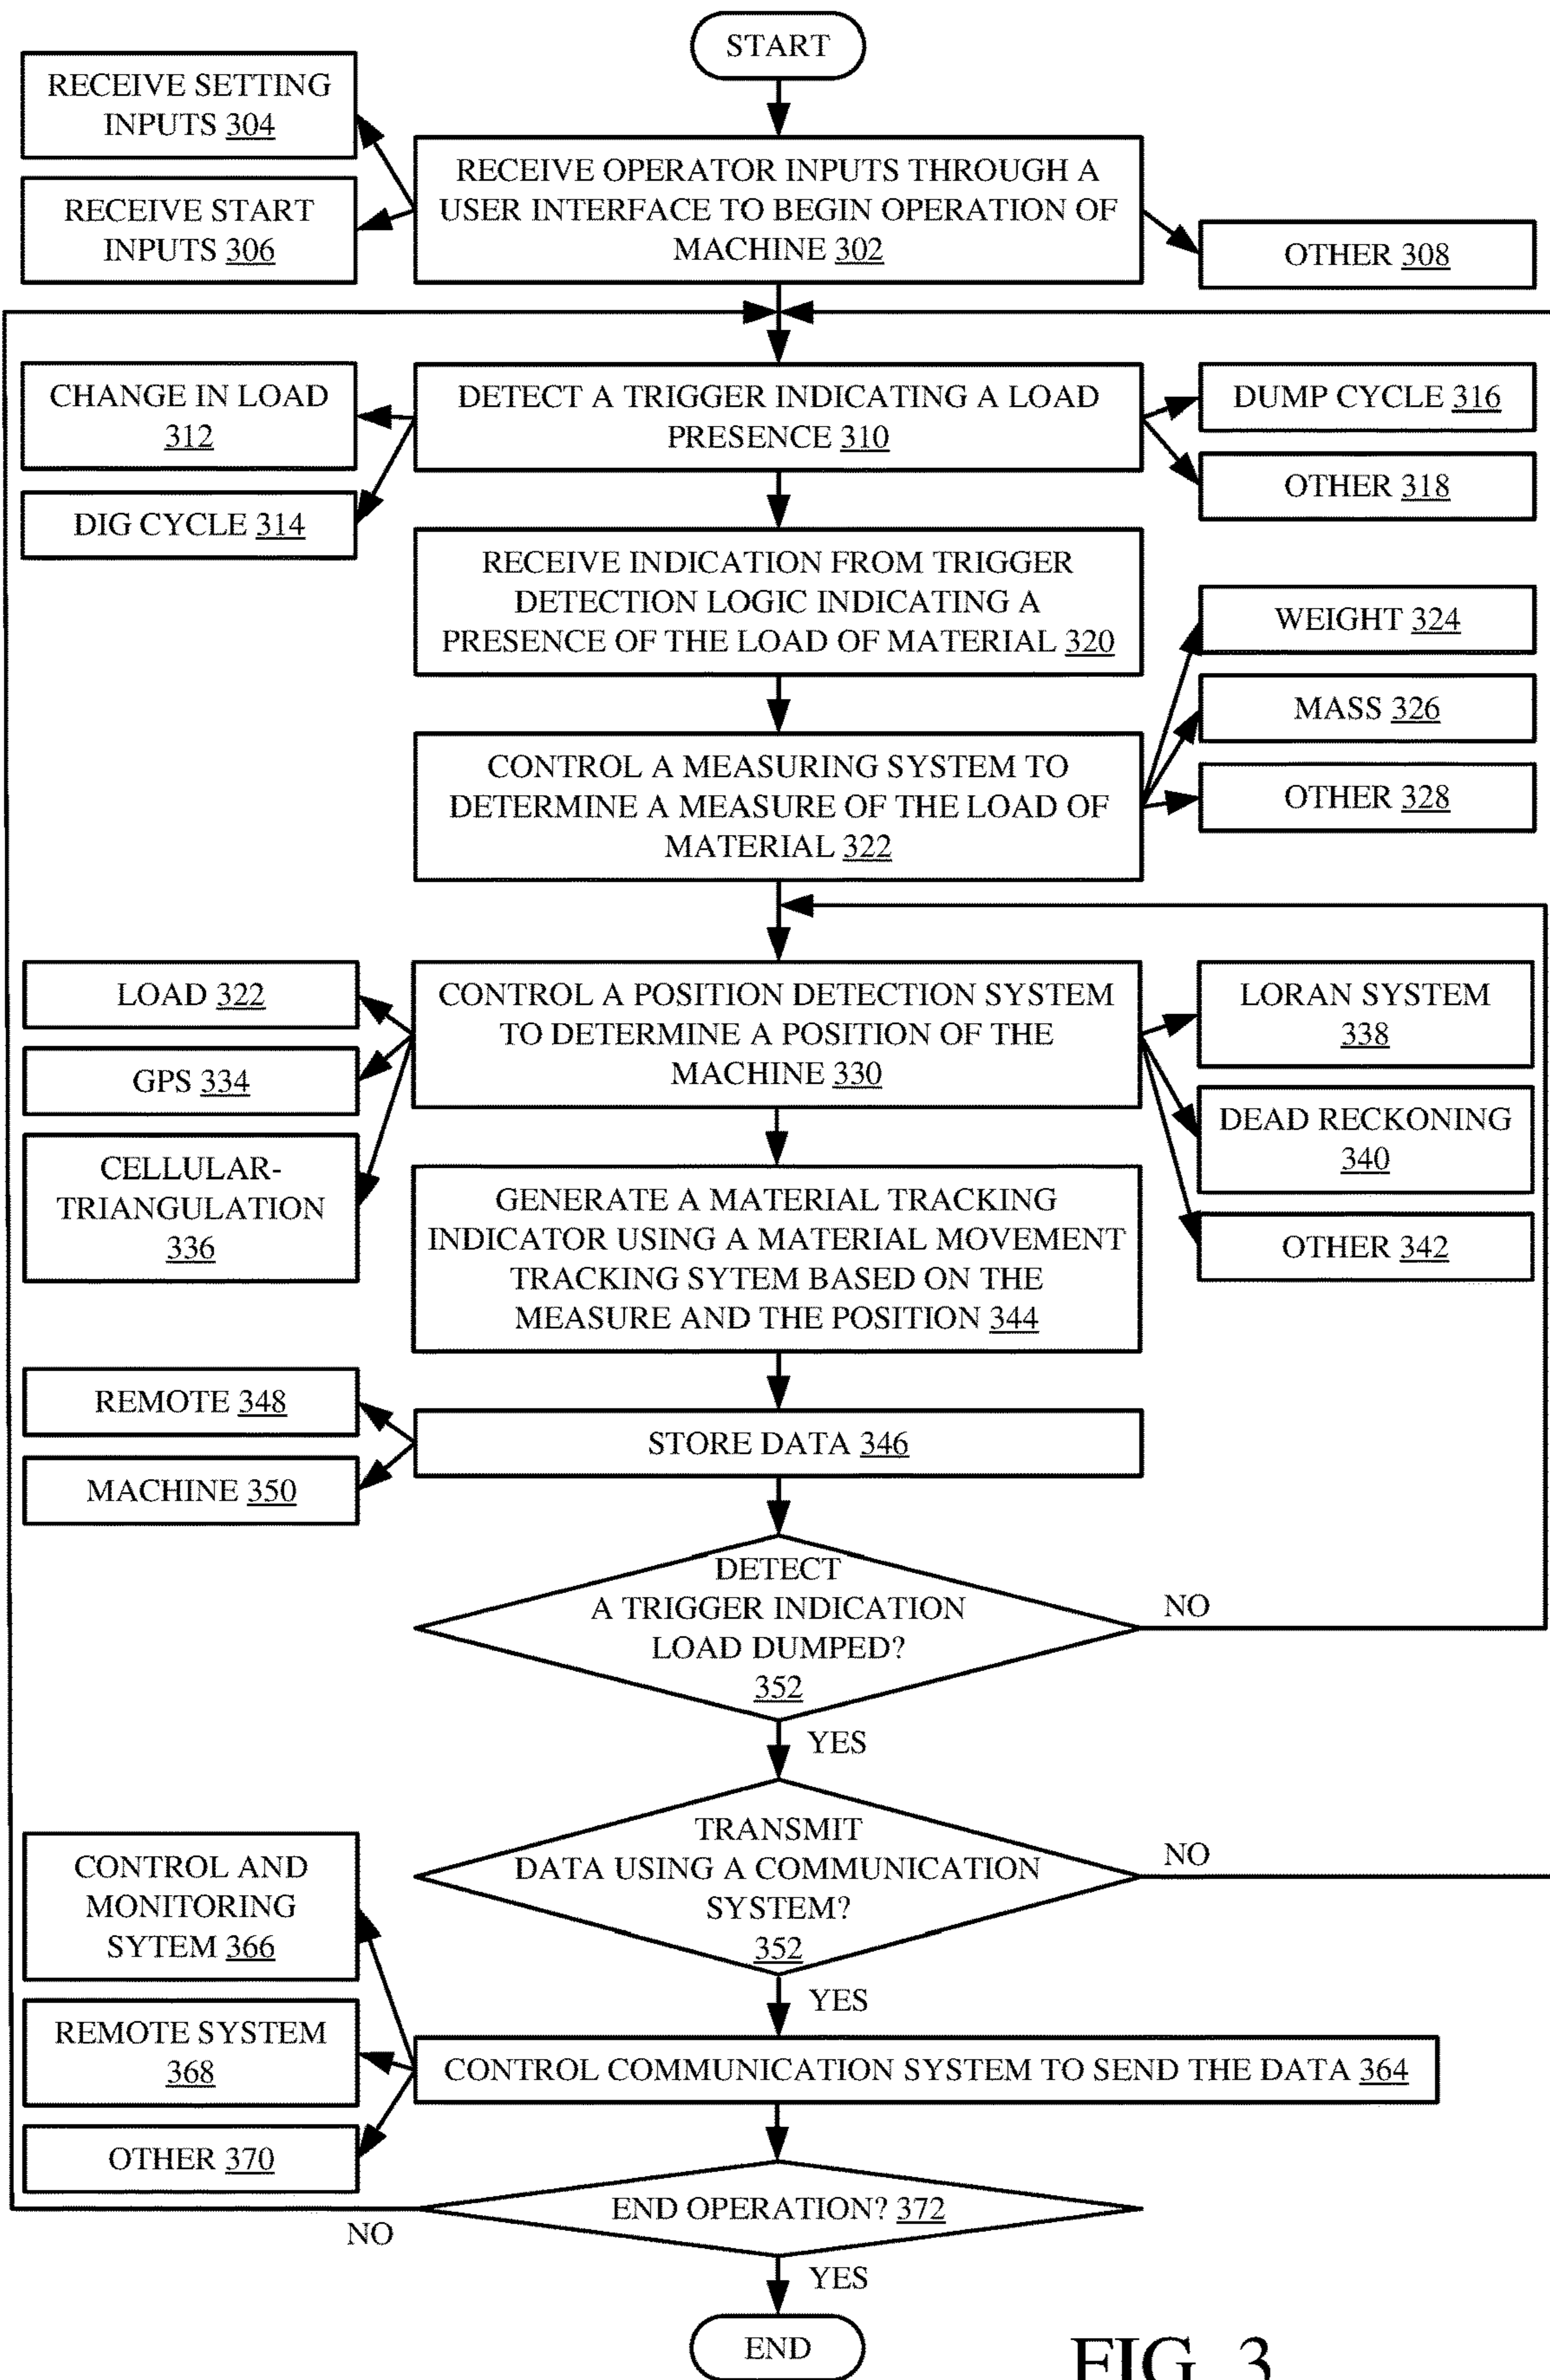 START
RECEIVE SETTING
INPUTS 304
RECEIVE START
INPUTS 306
RECEIVE OPERATOR INPUTS THROUGH A
USER INTERFACE TO BEGIN OPERATION OF
MACHINE 302
OTHER 308
CHANGE IN LOAD
312
DIG CYCLE 314
DETECT A TRIGGER INDICATING A LOAD
PRESENCE 310
DUMP CYCLE 316
OTHER 318
RECEIVE INDICATION FROM TRIGGER
DETECTION LOGIC INDICATING A
PRESENCE OF THE LOAD OF MATERIAL 320
WEIGHT 324
MASS 326
OTHER 328
CONTROL A MEASURING SYSTEM TO
DETERMINE A MEASURE OF THE LOAD OF
MATERIAL 322
LOAD 322
GPS 334
CELLULAR-
TRIANGULATION
336
CONTROL A POSITION DETECTION SYSTEM
TO DETERMINE A POSITION OF THE
MACHINE 330
LORAN SYSTEM
338
DEAD RECKONING
340
OTHER 342
GENERATE A MATERIAL TRACKING
INDICATOR USING A MATERIAL MOVEMENT
TRACKING SYTEM BASED ON THE
MEASURE AND THE POSITION 344
REMOTE 348
MACHINE 350
STORE DATA 346
DETECT
A TRIGGER INDICATION
LOAD DUMPED?
352
NO
YES
TRANSMIT
DATA USING A COMMUNICATION
SYSTEM?
352
NO
YES
CONTROL AND
MONITORING
SYTEM 366
REMOTE SYSTEM
368
OTHER 370
CONTROL COMMUNICATION SYSTEM TO SEND THE DATA 364
END OPERATION? 372
NO
YES
END
FIG. 3